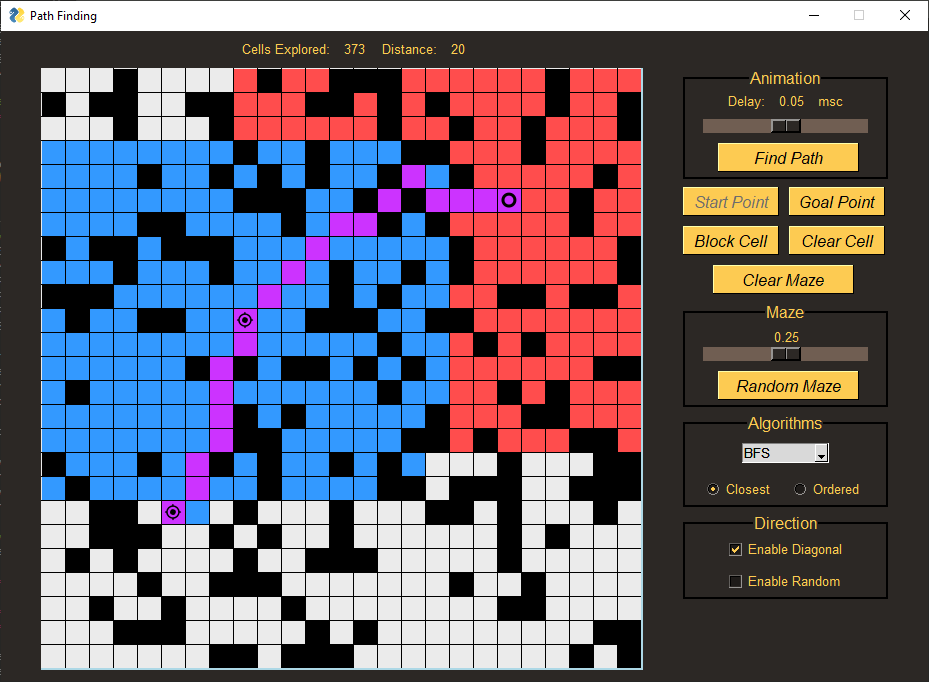 Path Finding
Cells Explored: 373 Distance: 20
Animation
Delay: 0.05 msc
Find Path
Start Point Goal Point
Block Cell Clear Cell
Clear Maze
Maze
0.25
Random Maze
Algorithms
BFS
Closest Ordered
Direction
Enable Diagonal
Enable Random